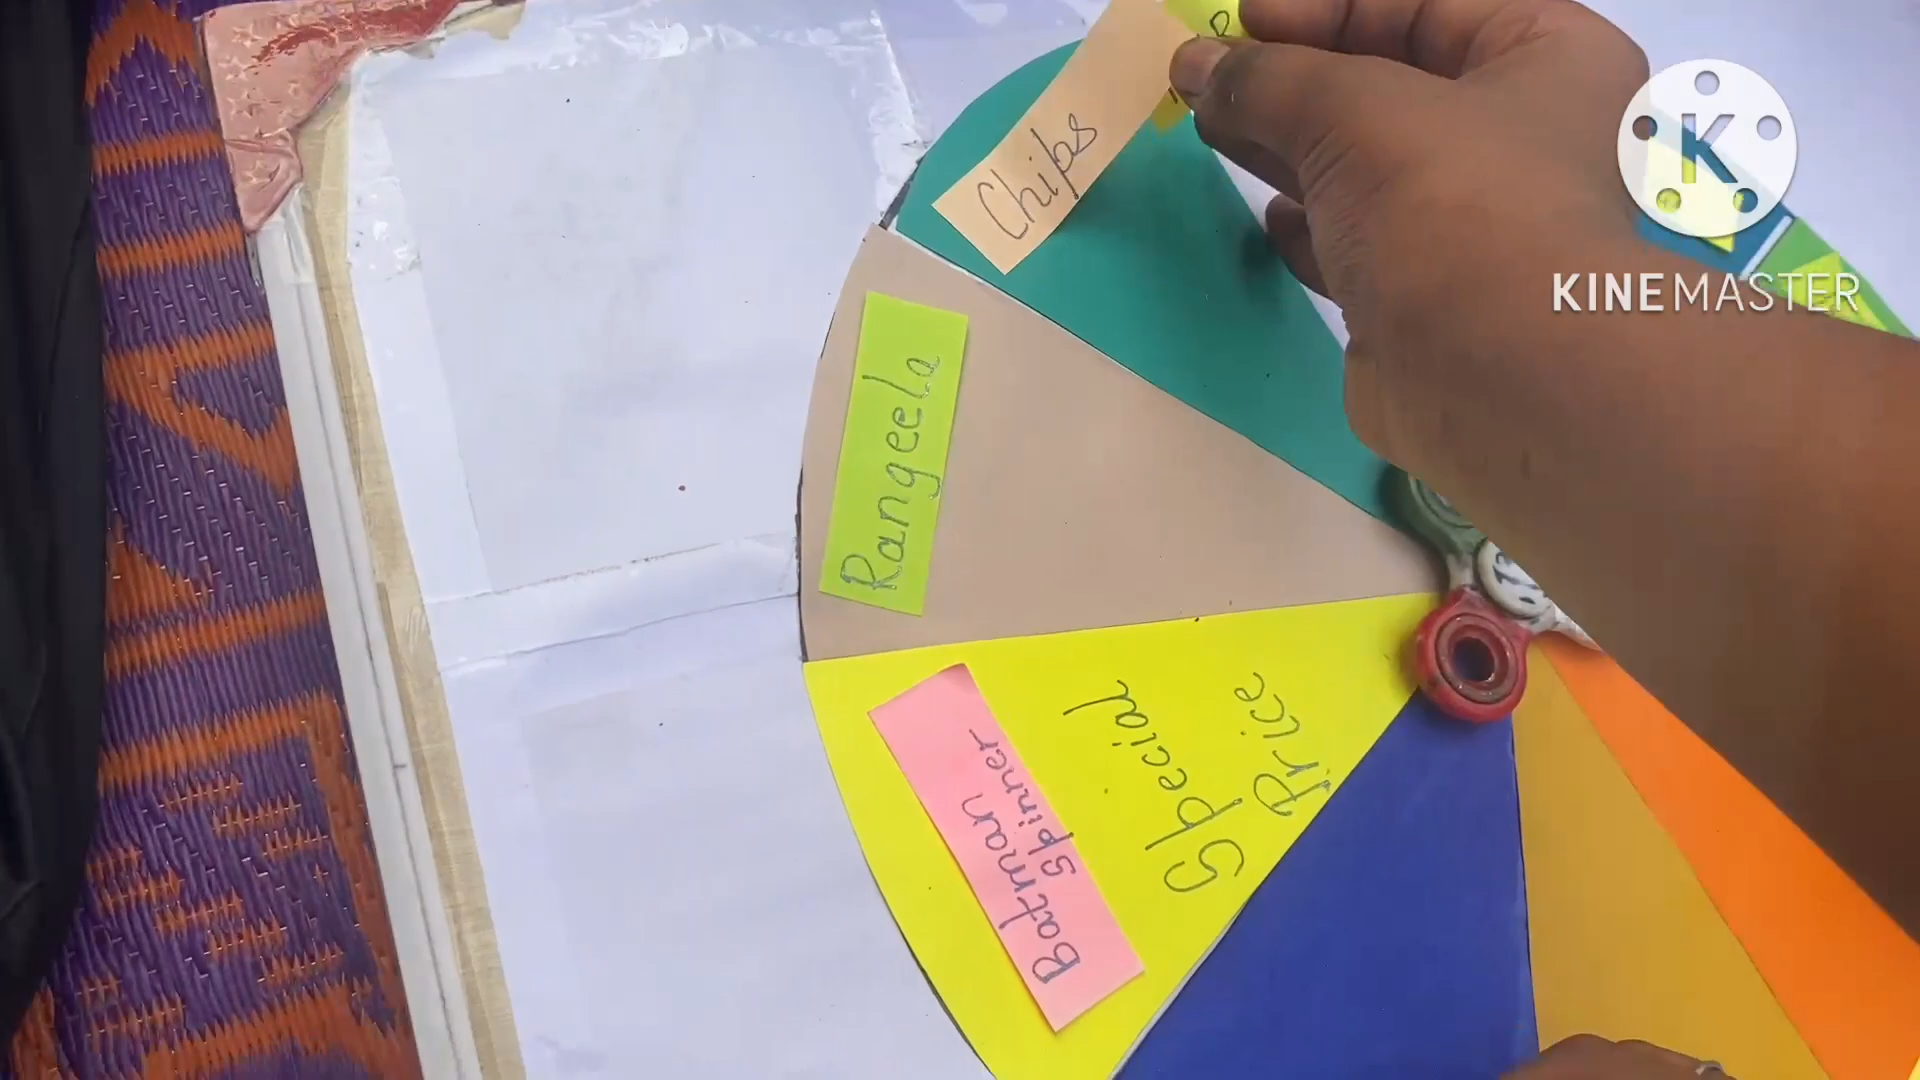 Chips
Rangeela
Batman
Spinner
Special
Price
K
KINEMASTER